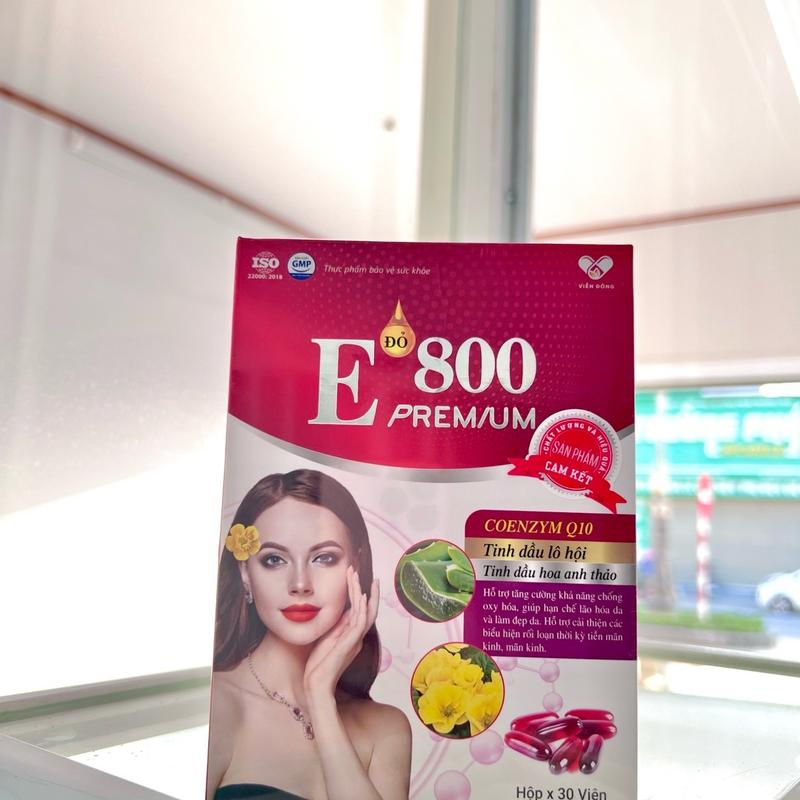 ISO
22000: 2018
GMP
Thực phẩm bảo vệ sức khỏe
VIỄN ĐÔNG
E ĐỎ 800
PREMIUM
CHẤT LƯỢNG VÀ HIỆU QUẢ
SẢN PHẨM
CAM KẾT
COENZYM Q10
Tinh dầu lô hội
Tinh dầu hoa anh thảo
Hỗ trợ tăng cường khả năng chống
oxy hóa, giúp hạn chế lão hóa da
và làm đẹp da. Hỗ trợ cải thiện các
biểu hiện rối loạn thời kỳ tiền mãn
kinh, mãn kinh.
Hộp x 30 Viên